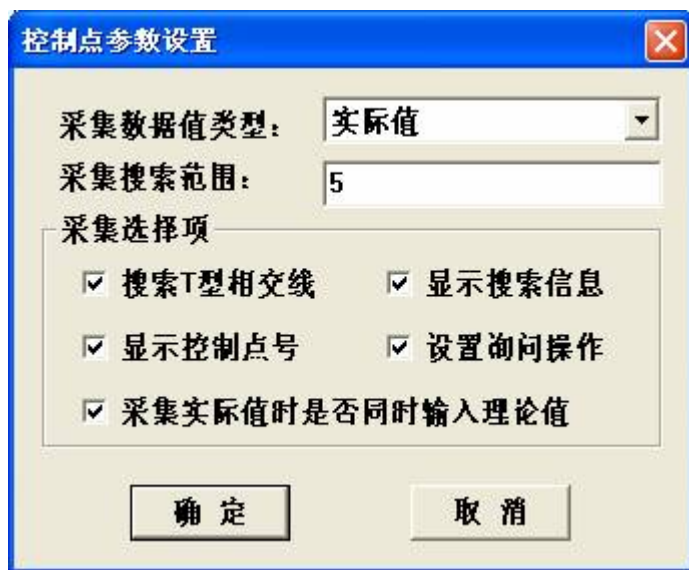 控制点参数设置
采集数据值类型： 实际值
采集搜索范围： 5
采集选择项
搜索T型相交线 显示搜索信息
显示控制点号 设置询问操作
采集实际值时是否同时输入理论值
确 定 取 消